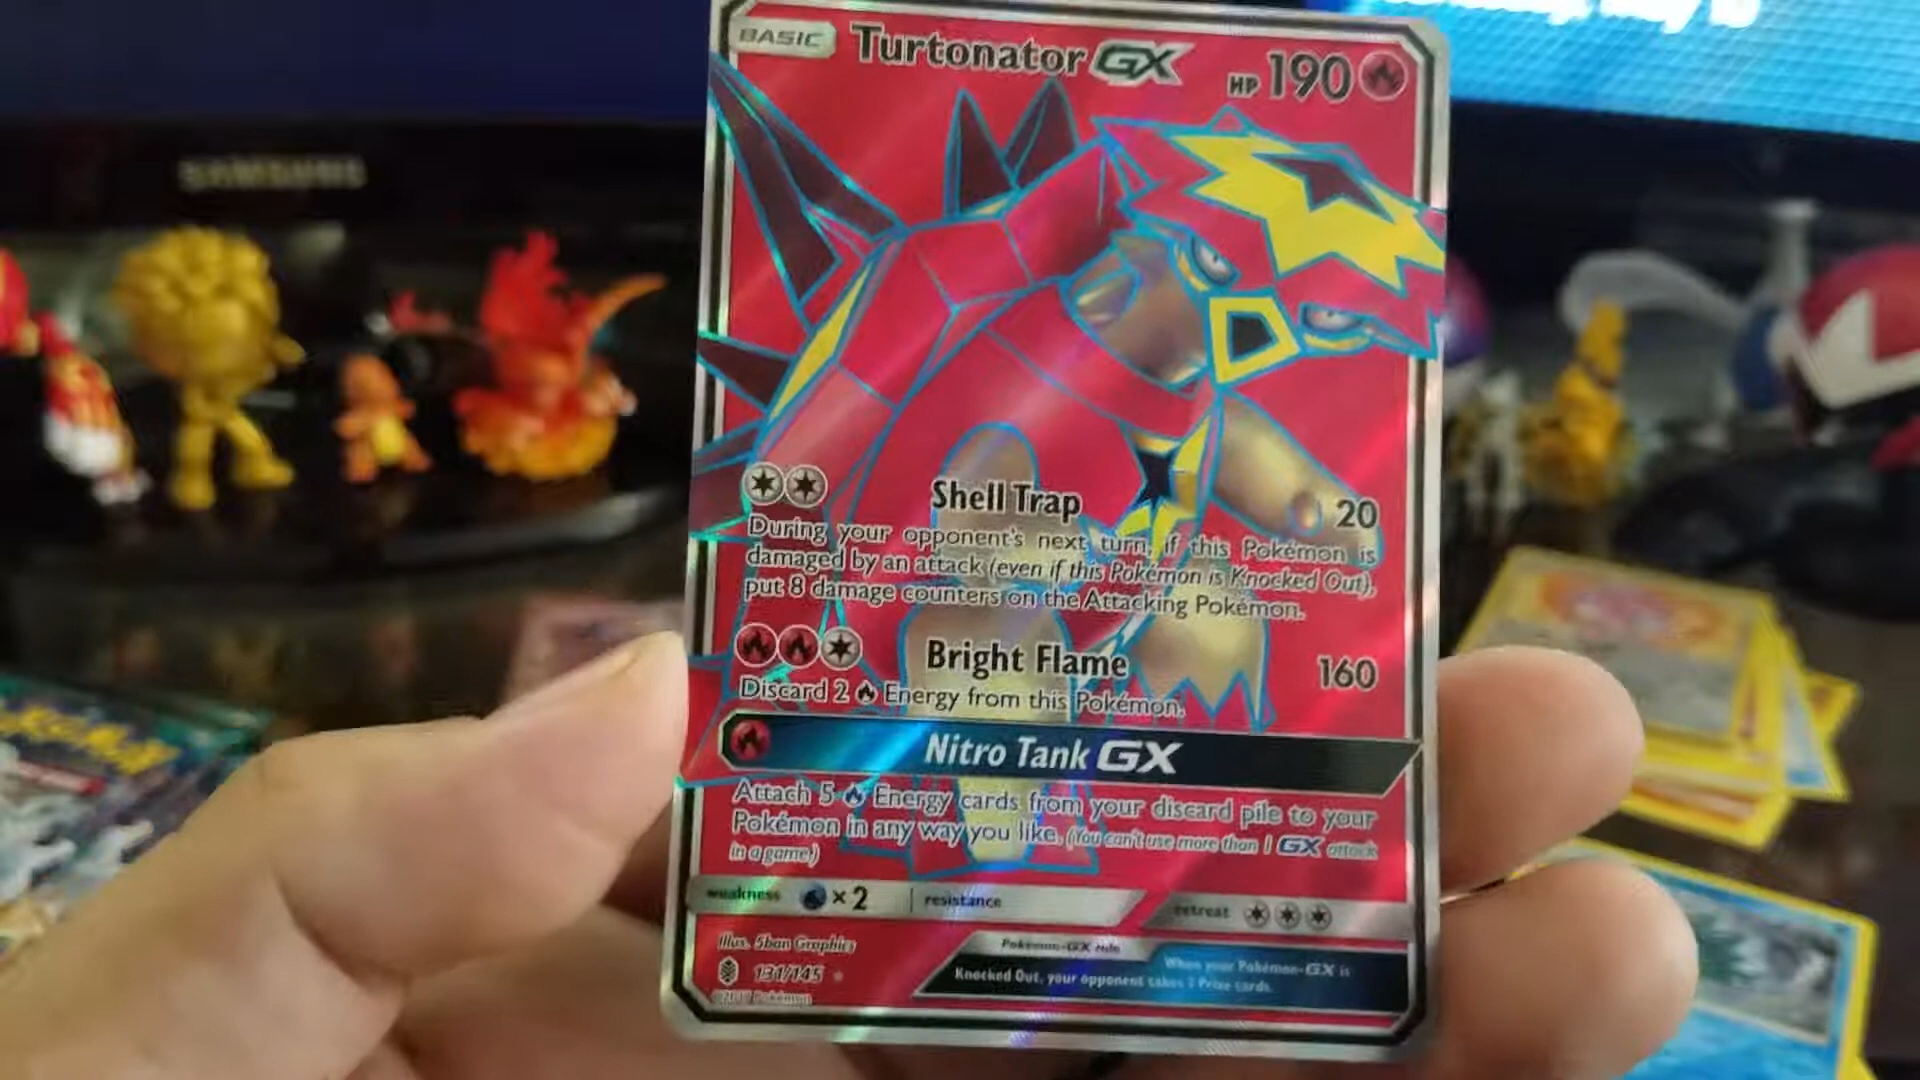 BASIC Turtonator GX HP 190
SAMSUNG
Shell Trap 20
During your opponent's next turn, if this Pokémon is
damaged by an attack (even if this Pokémon is Knocked Out),
put 8 damage counters on the Attacking Pokémon.
Bright Flame 160
Discard 2 Energy from this Pokémon.
Nitro Tank GX
Attach 5 Energy cards from your discard pile to your
Pokémon in any way you like. (You can't use more than 1 GX attack
in a game.)
weakness ×2 resistance retreat
Illus. 5ban Graphics
131/145
©2017 Pokémon
Pokémon-GX rule
When your Pokémon-GX is
Knocked Out, your opponent takes 2 Prize cards.